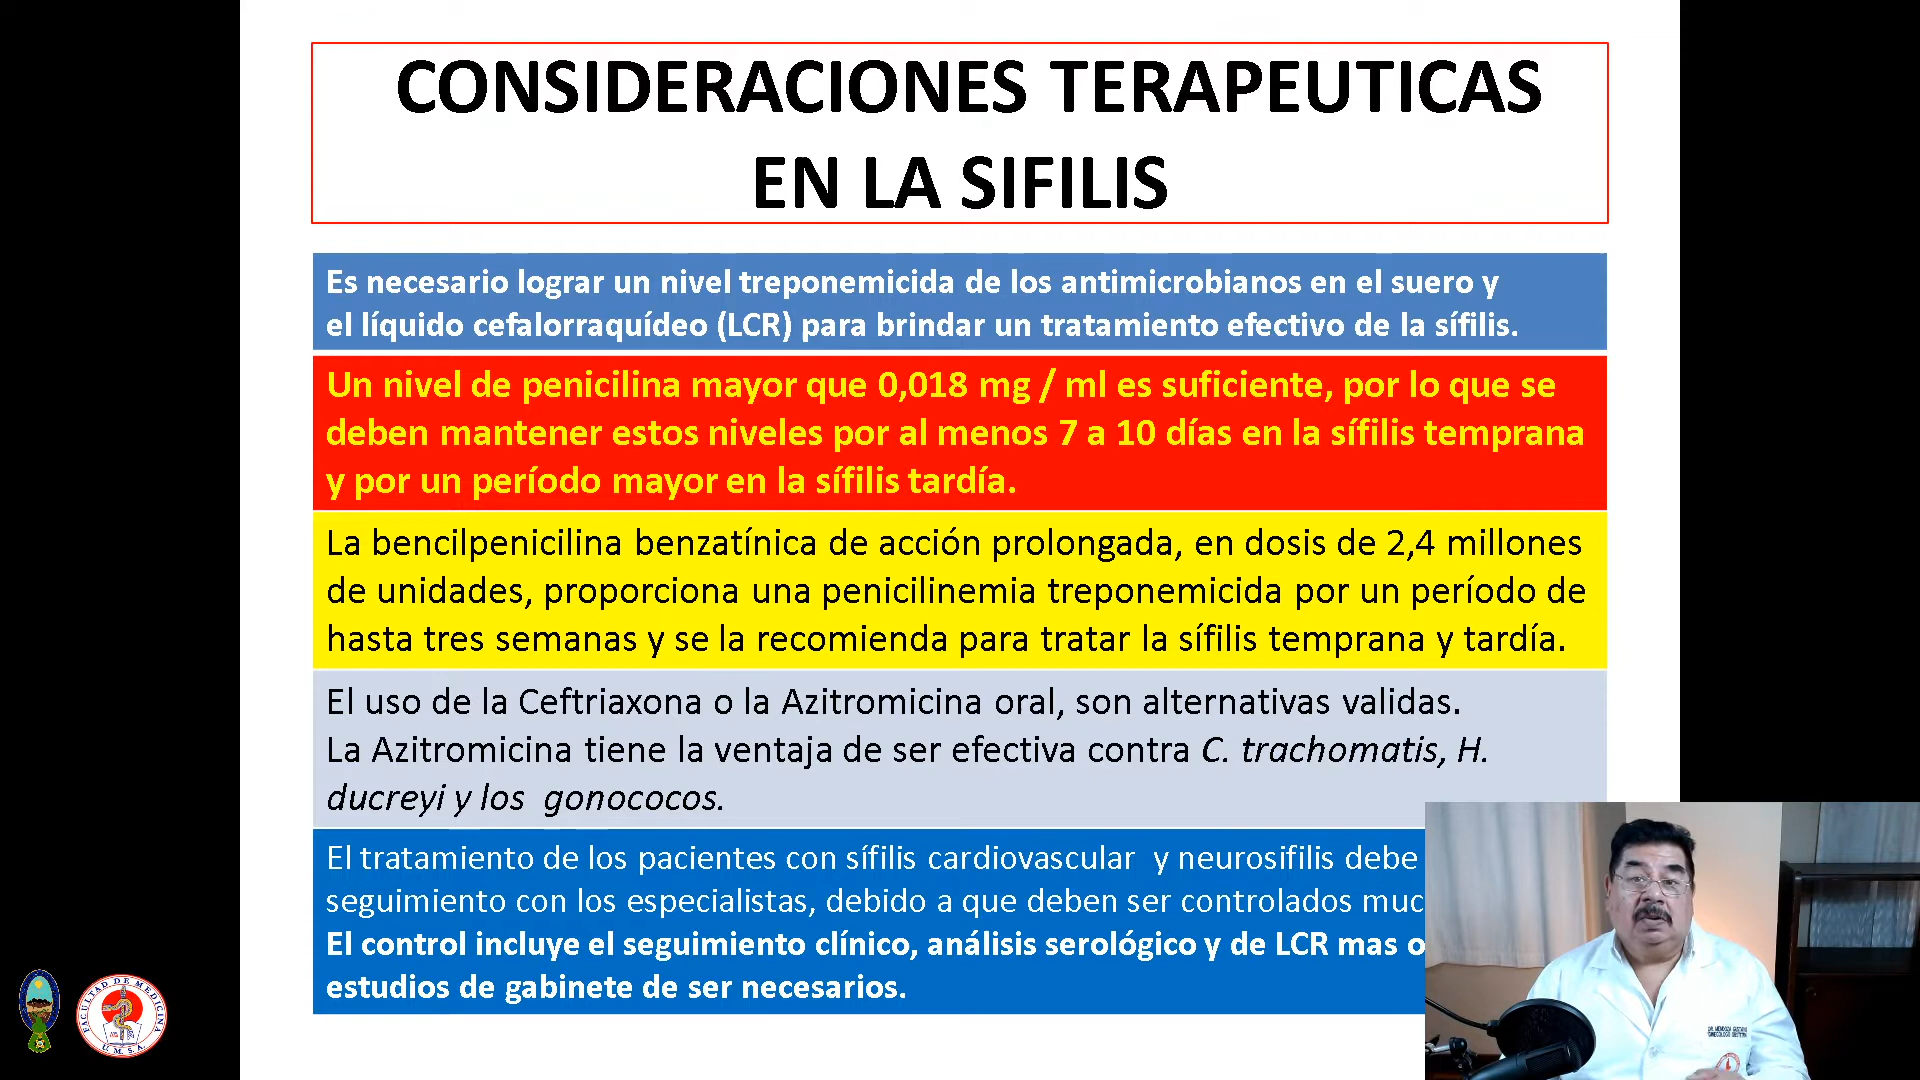 CONSIDERACIONES TERAPEUTICAS
EN LA SIFILIS
Es necesario lograr un nivel treponemicida de los antimicrobianos en el suero y
el líquido cefalorraquídeo (LCR) para brindar un tratamiento efectivo de la sífilis.
Un nivel de penicilina mayor que 0,018 mg / ml es suficiente, por lo que se
deben mantener estos niveles por al menos 7 a 10 días en la sífilis temprana
y por un período mayor en la sífilis tardía.
La bencilpenicilina benzatínica de acción prolongada, en dosis de 2,4 millones
de unidades, proporciona una penicilinemia treponemicida por un período de
hasta tres semanas y se la recomienda para tratar la sífilis temprana y tardía.
El uso de la Ceftriaxona o la Azitromicina oral, son alternativas validas.
La Azitromicina tiene la ventaja de ser efectiva contra C. trachomatis, H.
ducreyi y los gonococos.
El tratamiento de los pacientes con sífilis cardiovascular y neurosifilis debe
seguimiento con los especialistas, debido a que deben ser controlados muc
El control incluye el seguimiento clínico, análisis serológico y de LCR mas o
estudios de gabinete de ser necesarios.
FACULTAD DE MEDICINA
U. M. S. A.
DR. MENDOZA GUSTAVO